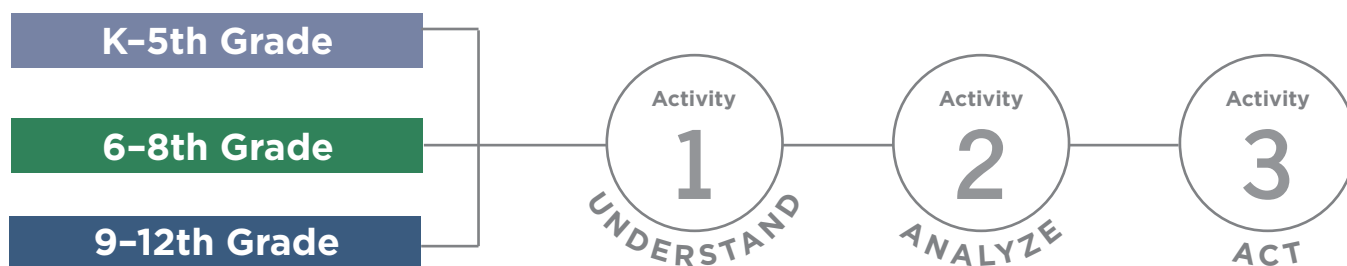 K–5th Grade
6–8th Grade
9–12th Grade
Activity
1
UNDERSTAND
Activity
2
ANALYZE
Activity
3
ACT